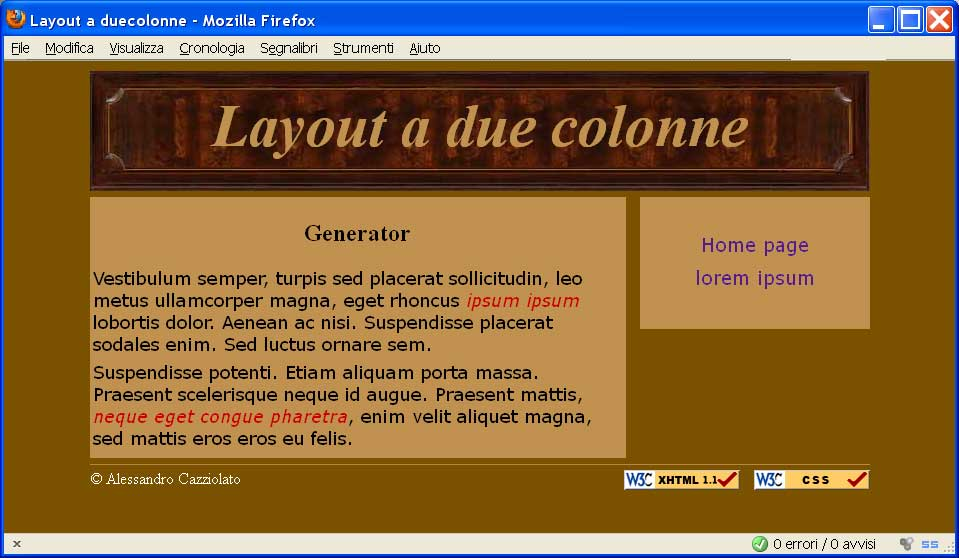 Layout a duecolonne - Mozilla Firefox
File Modifica Visualizza Cronologia Segnalibri Strumenti Aiuto
Layout a due colonne
Generator
Vestibulum semper, turpis sed placerat sollicitudin, leo
metus ullamcorper magna, eget rhoncus ipsum ipsum
lobortis dolor. Aenean ac nisi. Suspendisse placerat
sodales enim. Sed luctus ornare sem.
Suspendisse potenti. Etiam aliquam porta massa.
Praesent scelerisque neque id augue. Praesent mattis,
neque eget congue pharetra, enim velit aliquet magna,
sed mattis eros eros eu felis.
Home page
lorem ipsum
© Alessandro Cazziolato
W3C XHTML 1.1
W3C CSS
0 errori / 0 avvisi